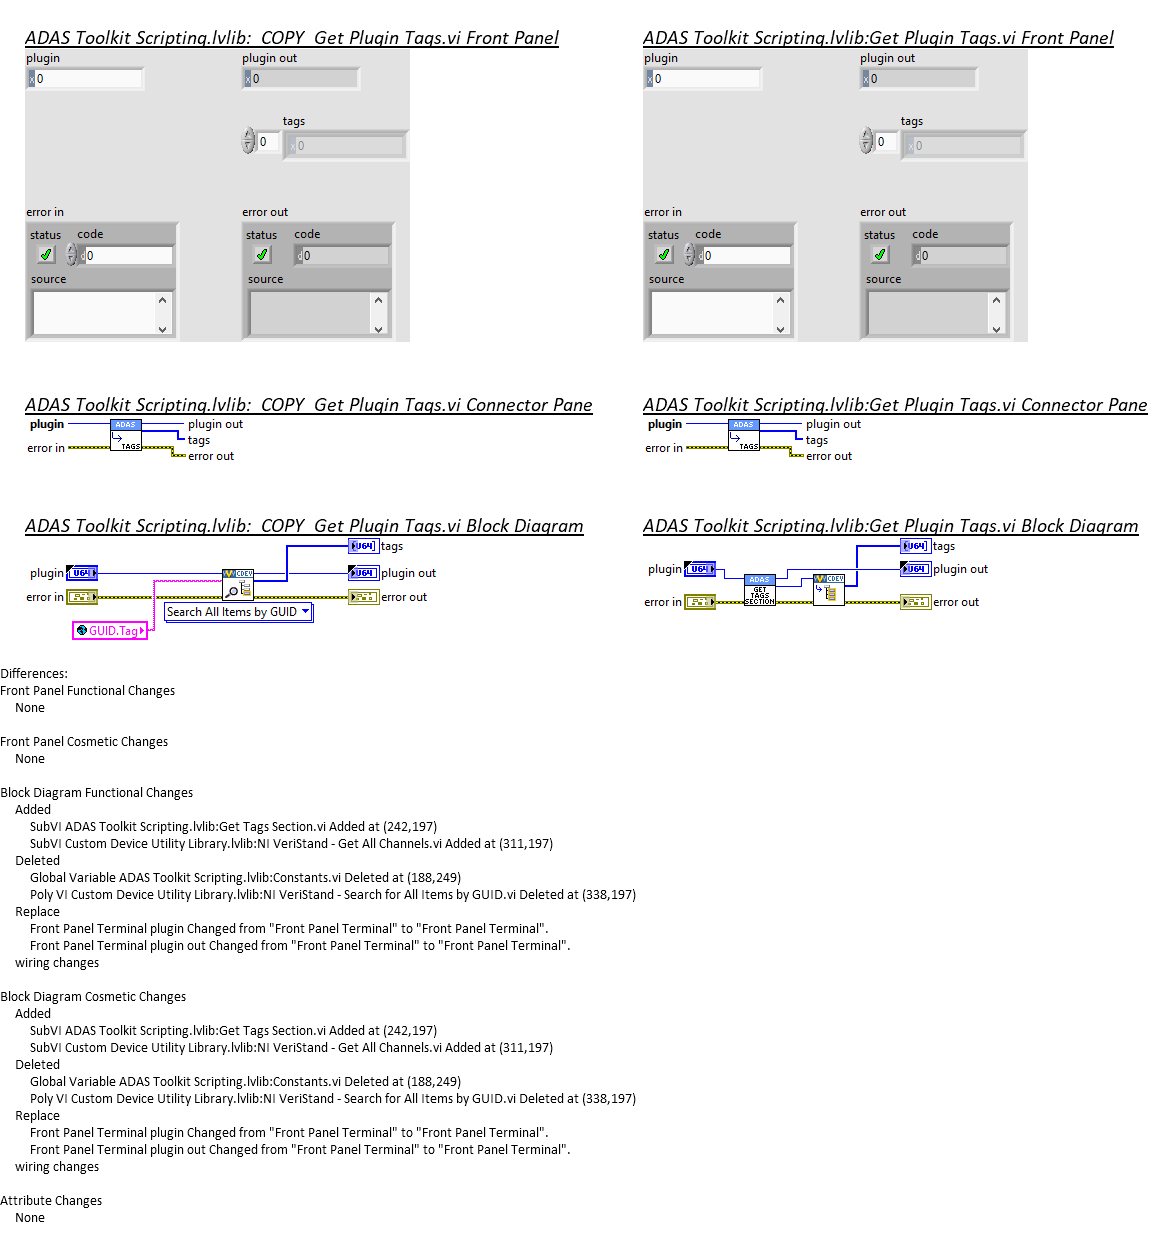 ADAS Toolkit Scripting.lvlib:_COPY_Get Plugin Tags.vi Front Panel
plugin
x 0
plugin out
x 0
tags
0
x 0
error in
status
code
d 0
source
error out
status
code
d 0
source
ADAS Toolkit Scripting.lvlib:Get Plugin Tags.vi Front Panel
plugin
x 0
plugin out
x 0
tags
0
x 0
error in
status
code
d 0
source
error out
status
code
d 0
source
ADAS Toolkit Scripting.lvlib:_COPY_Get Plugin Tags.vi Connector Pane
plugin
error in
ADAS
TAGS
plugin out
tags
error out
ADAS Toolkit Scripting.lvlib:Get Plugin Tags.vi Connector Pane
plugin
error in
ADAS
TAGS
plugin out
tags
error out
ADAS Toolkit Scripting.lvlib:_COPY_Get Plugin Tags.vi Block Diagram
plugin
U64
error in
GUID.Tag
CDEV
Search All Items by GUID
U64
tags
U64
plugin out
error out
ADAS Toolkit Scripting.lvlib:Get Plugin Tags.vi Block Diagram
plugin
U64
error in
ADAS
GET
TAGS
SECTION
CDEV
U64
tags
U64
plugin out
error out
Differences:
Front Panel Functional Changes
None
Front Panel Cosmetic Changes
None
Block Diagram Functional Changes
Added
SubVI ADAS Toolkit Scripting.lvlib:Get Tags Section.vi Added at (242,197)
SubVI Custom Device Utility Library.lvlib:NI VeriStand - Get All Channels.vi Added at (311,197)
Deleted
Global Variable ADAS Toolkit Scripting.lvlib:Constants.vi Deleted at (188,249)
Poly VI Custom Device Utility Library.lvlib:NI VeriStand - Search for All Items by GUID.vi Deleted at (338,197)
Replace
Front Panel Terminal plugin Changed from "Front Panel Terminal" to "Front Panel Terminal".
Front Panel Terminal plugin out Changed from "Front Panel Terminal" to "Front Panel Terminal".
wiring changes
Block Diagram Cosmetic Changes
Added
SubVI ADAS Toolkit Scripting.lvlib:Get Tags Section.vi Added at (242,197)
SubVI Custom Device Utility Library.lvlib:NI VeriStand - Get All Channels.vi Added at (311,197)
Deleted
Global Variable ADAS Toolkit Scripting.lvlib:Constants.vi Deleted at (188,249)
Poly VI Custom Device Utility Library.lvlib:NI VeriStand - Search for All Items by GUID.vi Deleted at (338,197)
Replace
Front Panel Terminal plugin Changed from "Front Panel Terminal" to "Front Panel Terminal".
Front Panel Terminal plugin out Changed from "Front Panel Terminal" to "Front Panel Terminal".
wiring changes
Attribute Changes
None